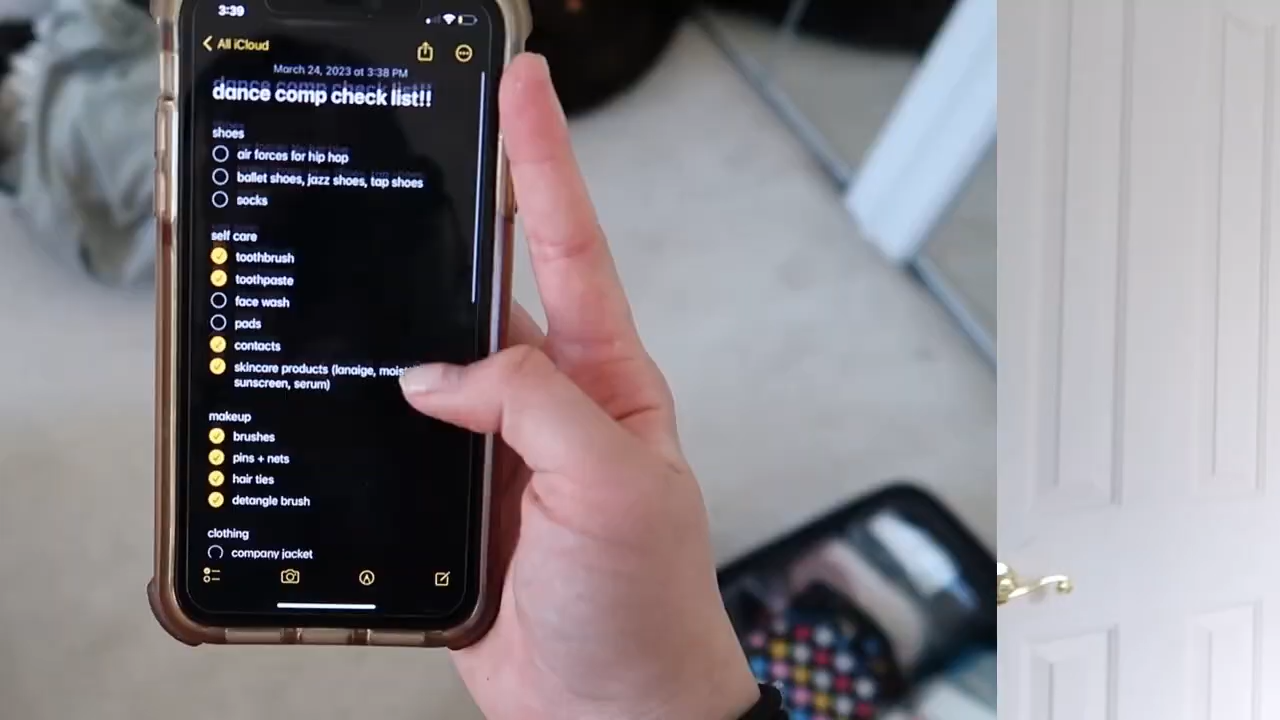 3:39
All iCloud
March 24, 2023 at 3:38 PM
dance comp check list!!
shoes
air forces for hip hop
ballet shoes, jazz shoes, tap shoes
socks
self care
toothbrush
toothpaste
face wash
pads
contacts
skincare products (lanaige,
sunscreen, serum)
makeup
brushes
pins + nets
hair ties
detangle brush
clothing
company jacket